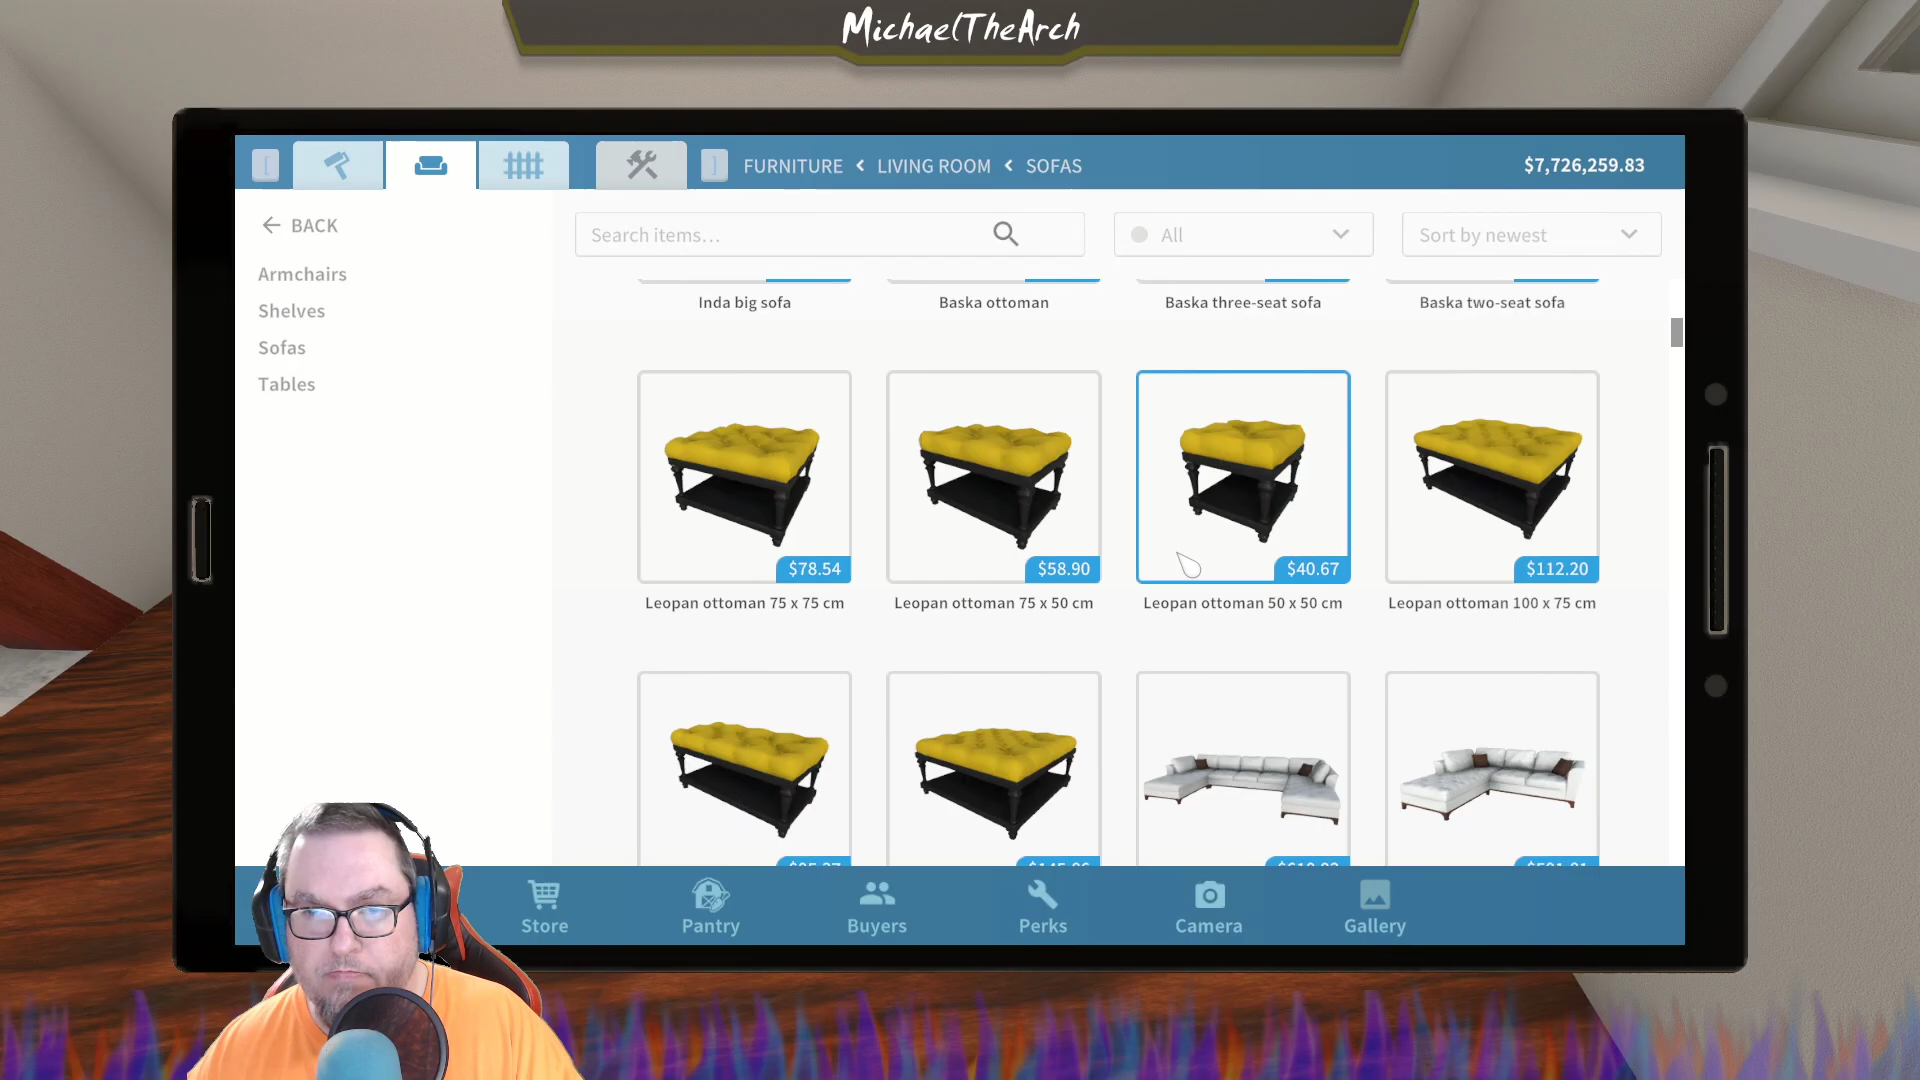 MichaelTheArch
[
]
FURNITURE < LIVING ROOM < SOFAS
$7,726,259.83
← BACK
Armchairs
Shelves
Sofas
Tables
Search items...
All
Sort by newest
Inda big sofa
Baska ottoman
Baska three-seat sofa
Baska two-seat sofa
$78.54
$58.90
$40.67
$112.20
Leopan ottoman 75 x 75 cm
Leopan ottoman 75 x 50 cm
Leopan ottoman 50 x 50 cm
Leopan ottoman 100 x 75 cm
Store
Pantry
Buyers
Perks
Camera
Gallery